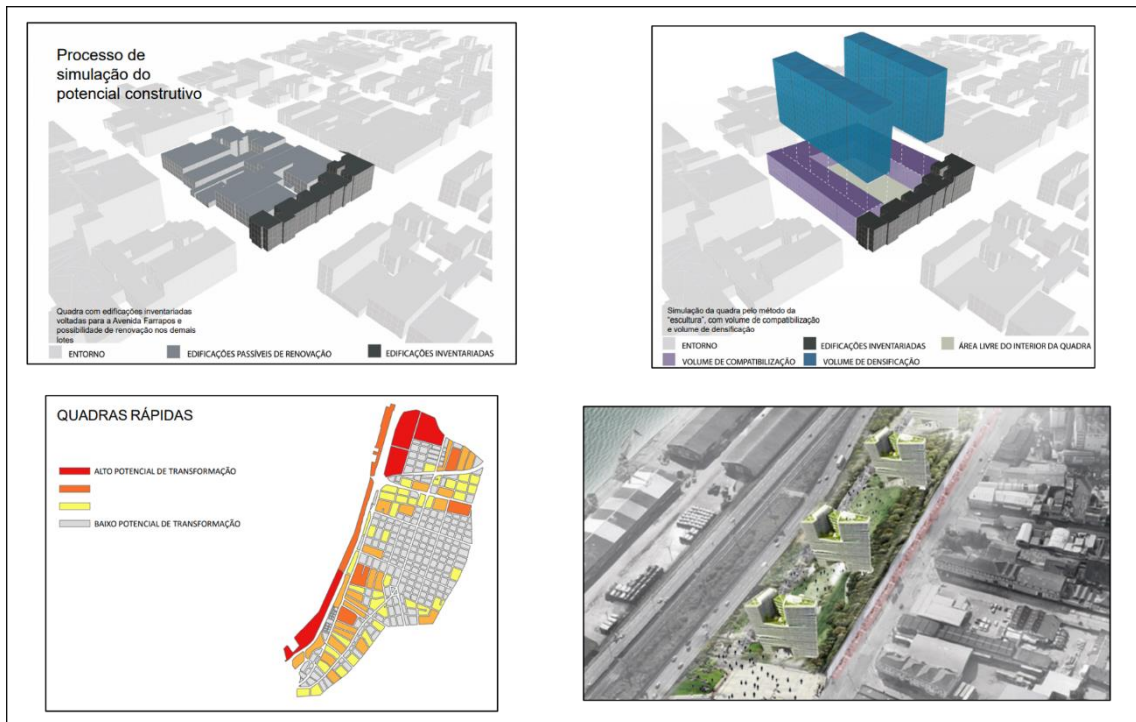 Processo de
simulação do
potencial construtivo
Quadra com edificações inventariadas
voltadas para a Avenida Farrapos e
possibilidade de renovação nos demais
lotes
ENTORNO EDIFICAÇÕES PASSÍVEIS DE RENOVAÇÃO EDIFICAÇÕES INVENTARIADAS
Simulação da quadra pelo método da
"escultura", com volume de compatibilização
e volume de densificação
ENTORNO EDIFICAÇÕES INVENTARIADAS ÁREA LIVRE DO INTERIOR DA QUADRA
VOLUME DE COMPATIBILIZAÇÃO VOLUME DE DENSIFICAÇÃO
QUADRAS RÁPIDAS
ALTO POTENCIAL DE TRANSFORMAÇÃO
BAIXO POTENCIAL DE TRANSFORMAÇÃO